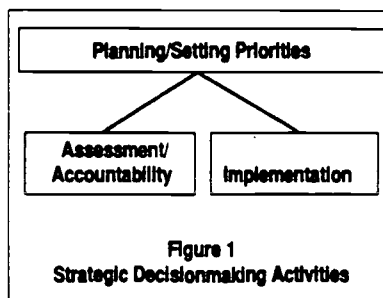 Planning/Setting Priorities
Assessment/
Accountability
Implementation
Figure 1
Strategic Decisionmaking Activities